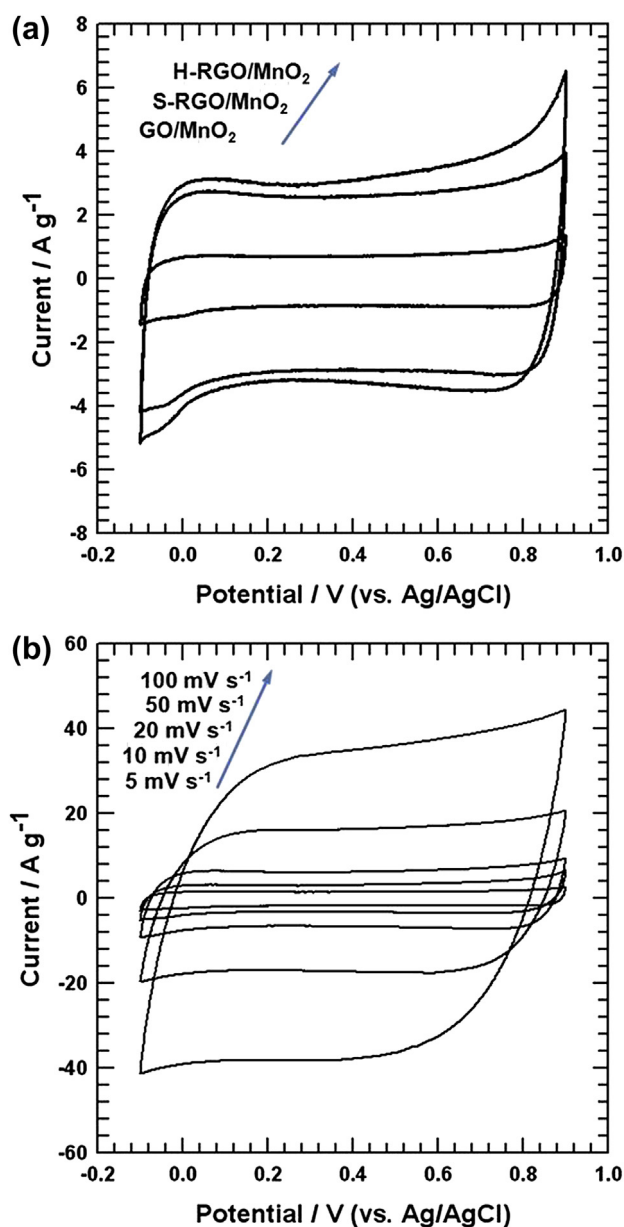 (a)
8
6
4
2
0
-2
-4
-6
-8
H-RGO/MnO₂
S-RGO/MnO₂
GO/MnO₂
Current / A g⁻¹
-0.2 0.0 0.2 0.4 0.6 0.8 1.0
Potential / V (vs. Ag/AgCl)
(b)
60
40
20
0
-20
-40
-60
100 mV s⁻¹
50 mV s⁻¹
20 mV s⁻¹
10 mV s⁻¹
5 mV s⁻¹
Current / A g⁻¹
-0.2 0.0 0.2 0.4 0.6 0.8 1.0
Potential / V (vs. Ag/AgCl)